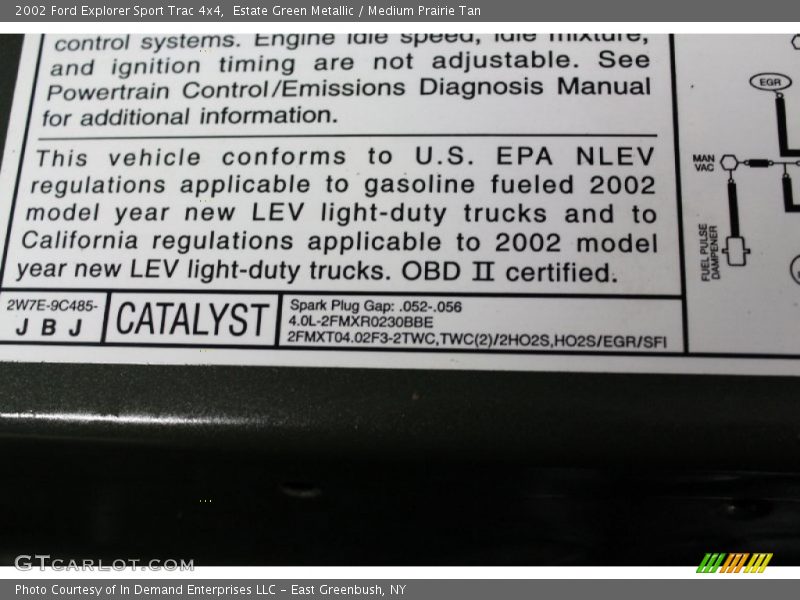 2002 Ford Explorer Sport Trac 4x4,  Estate Green Metallic / Medium Prairie Tan
control systems. Engine idle speed, idle mixture,
and ignition timing are not adjustable. See
Powertrain Control/Emissions Diagnosis Manual
for additional information.
This vehicle conforms to U.S. EPA NLEV
regulations applicable to gasoline fueled 2002
model year new LEV light-duty trucks and to
California regulations applicable to 2002 model
year new LEV light-duty trucks. OBD II certified.
2W7E-9C485-
J B J
CATALYST
Spark Plug Gap: .052-.056
4.0L-2FMXR0230BBE
2FMXT04.02F3-2TWC,TWC(2)/2HO2S,HO2S/EGR/SFI
EGR
MAN
VAC
FUEL PULSE
DAMPENER
GTCARLOT.COM
Photo Courtesy of In Demand Enterprises LLC - East Greenbush, NY